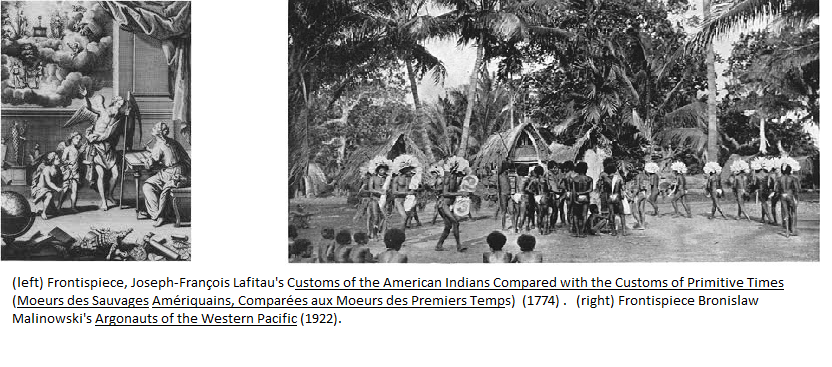 (left) Frontispiece, Joseph-François Lafitau's Customs of the American Indians Compared with the Customs of Primitive Times
(Moeurs des Sauvages Amériquains, Comparées aux Moeurs des Premiers Temps) (1774) . (right) Frontispiece Bronislaw
Malinowski's Argonauts of the Western Pacific (1922).